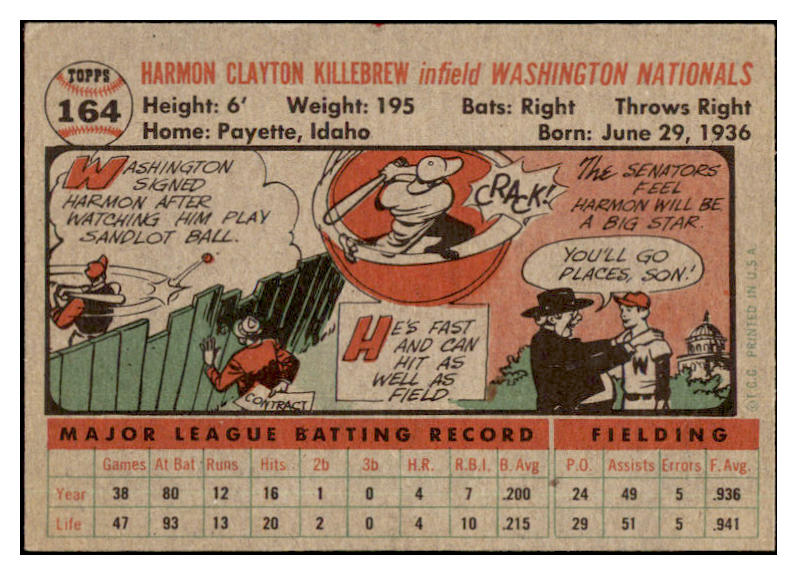 TOPPS
164
HARMON CLAYTON KILLEBREW infield WASHINGTON NATIONALS
Height: 6' Weight: 195 Bats: Right Throws Right
Home: Payette, Idaho Born: June 29, 1936
WASHINGTON
SIGNED
HARMON AFTER
WATCHING HIM PLAY
SANDLOT BALL.
CONTRACT
CRACK!
HE'S FAST
AND CAN
HIT AS
WELL AS
FIELD.
THE SENATORS
FEEL
HARMON WILL BE
A BIG STAR.
YOU'LL GO
PLACES, SON!
W
©T.C.G. PRINTED IN U.S.A.
MAJOR LEAGUE BATTING RECORD FIELDING
Games At Bat Runs Hits 2b 3b H.R. R.B.I. B. Avg P.O. Assists Errors F. Avg.
Year 38 80 12 16 1 0 4 7 .200 24 49 5 .936
Life 47 93 13 20 2 0 4 10 .215 29 51 5 .941